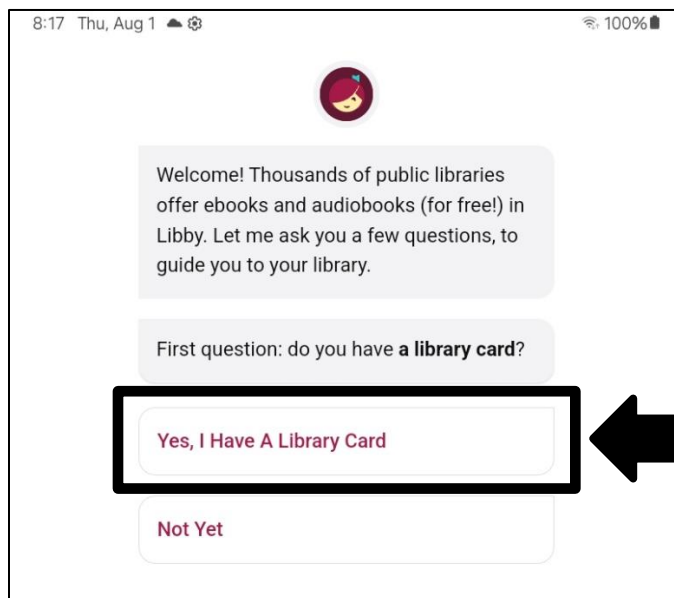 8:17 Thu, Aug 1
100%
Welcome! Thousands of public libraries
offer ebooks and audiobooks (for free!) in
Libby. Let me ask you a few questions, to
guide you to your library.
First question: do you have a library card?
Yes, I Have A Library Card
Not Yet